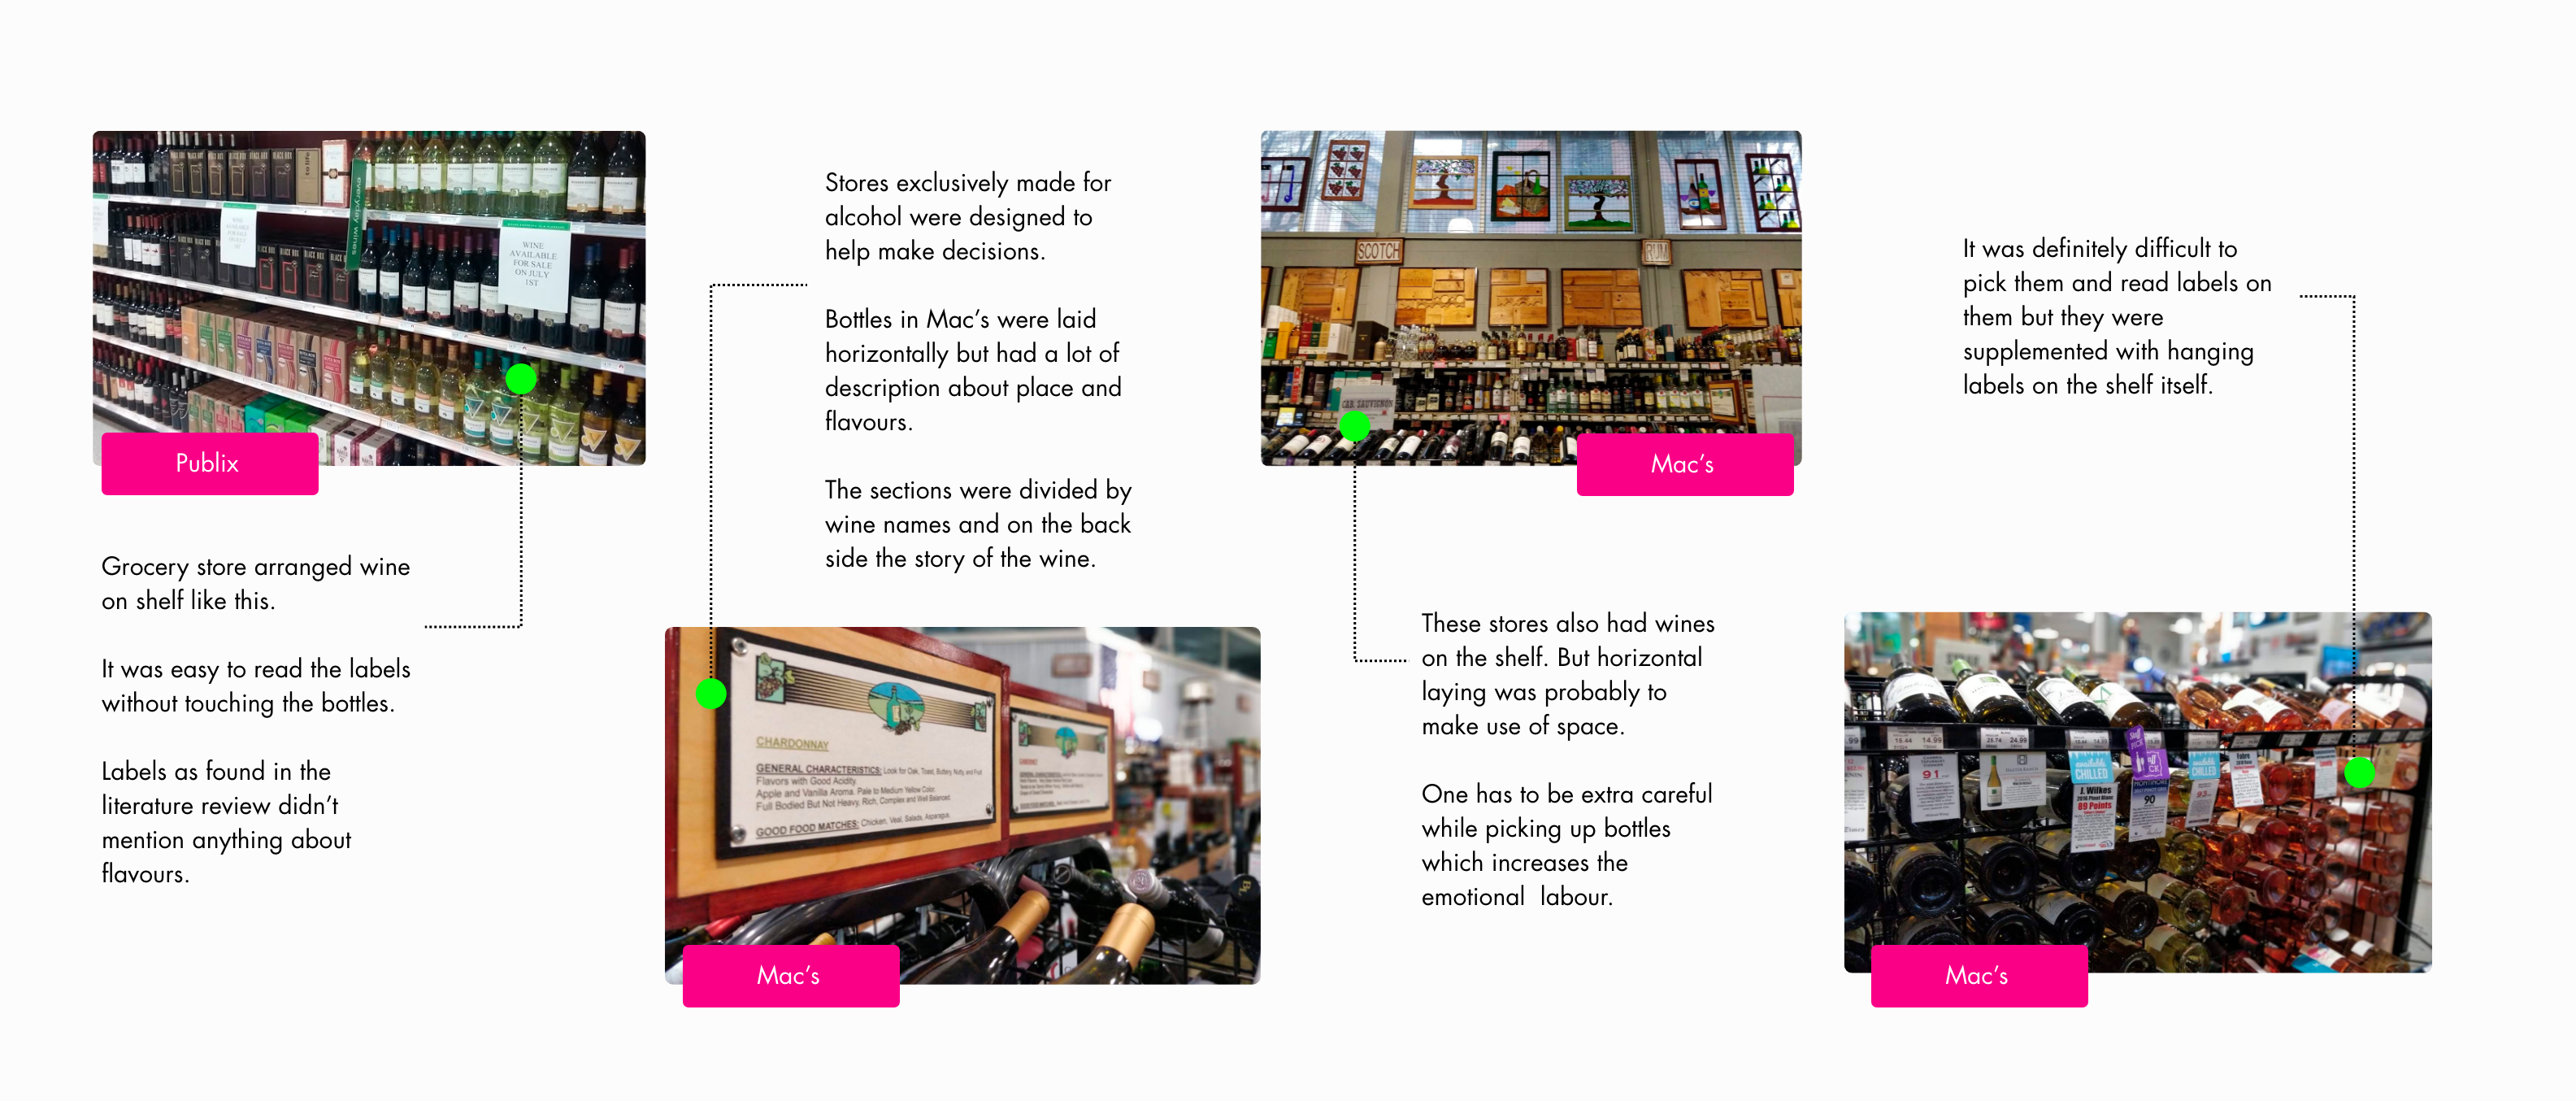 everyday wines
WINE
AVAILABLE
FOR SALE
ON JULY
1ST
Publix
Grocery store arranged wine
on shelf like this.
It was easy to read the labels
without touching the bottles.
Labels as found in the
literature review didn’t
mention anything about
flavours.
Stores exclusively made for
alcohol were designed to
help make decisions.
Bottles in Mac’s were laid
horizontally but had a lot of
description about place and
flavours.
The sections were divided by
wine names and on the back
side the story of the wine.
CHARDONNAY
GENERAL CHARACTERISTICS: Look for Oak, Toast, Buttery, Nutty, and Fruit
Flavors with Good Acidity.
Apple and Vanilla Aroma. Pale to Medium Yellow Color.
Full Bodied But Not Heavy, Rich, Complex and Well Balanced.
GOOD FOOD MATCHES: Chicken, Veal, Salads, Asparagus.
Mac’s
SCOTCH
RUM
CAB. SAUVIGNON
Mac’s
These stores also had wines
on the shelf. But horizontal
laying was probably to
make use of space.
One has to be extra careful
while picking up bottles
which increases the
emotional labour.
It was definitely difficult to
pick them and read labels on
them but they were
supplemented with hanging
labels on the shelf itself.
91
available
CHILLED
J. Wilkes
89 Points
90
CHILLED
Mac’s